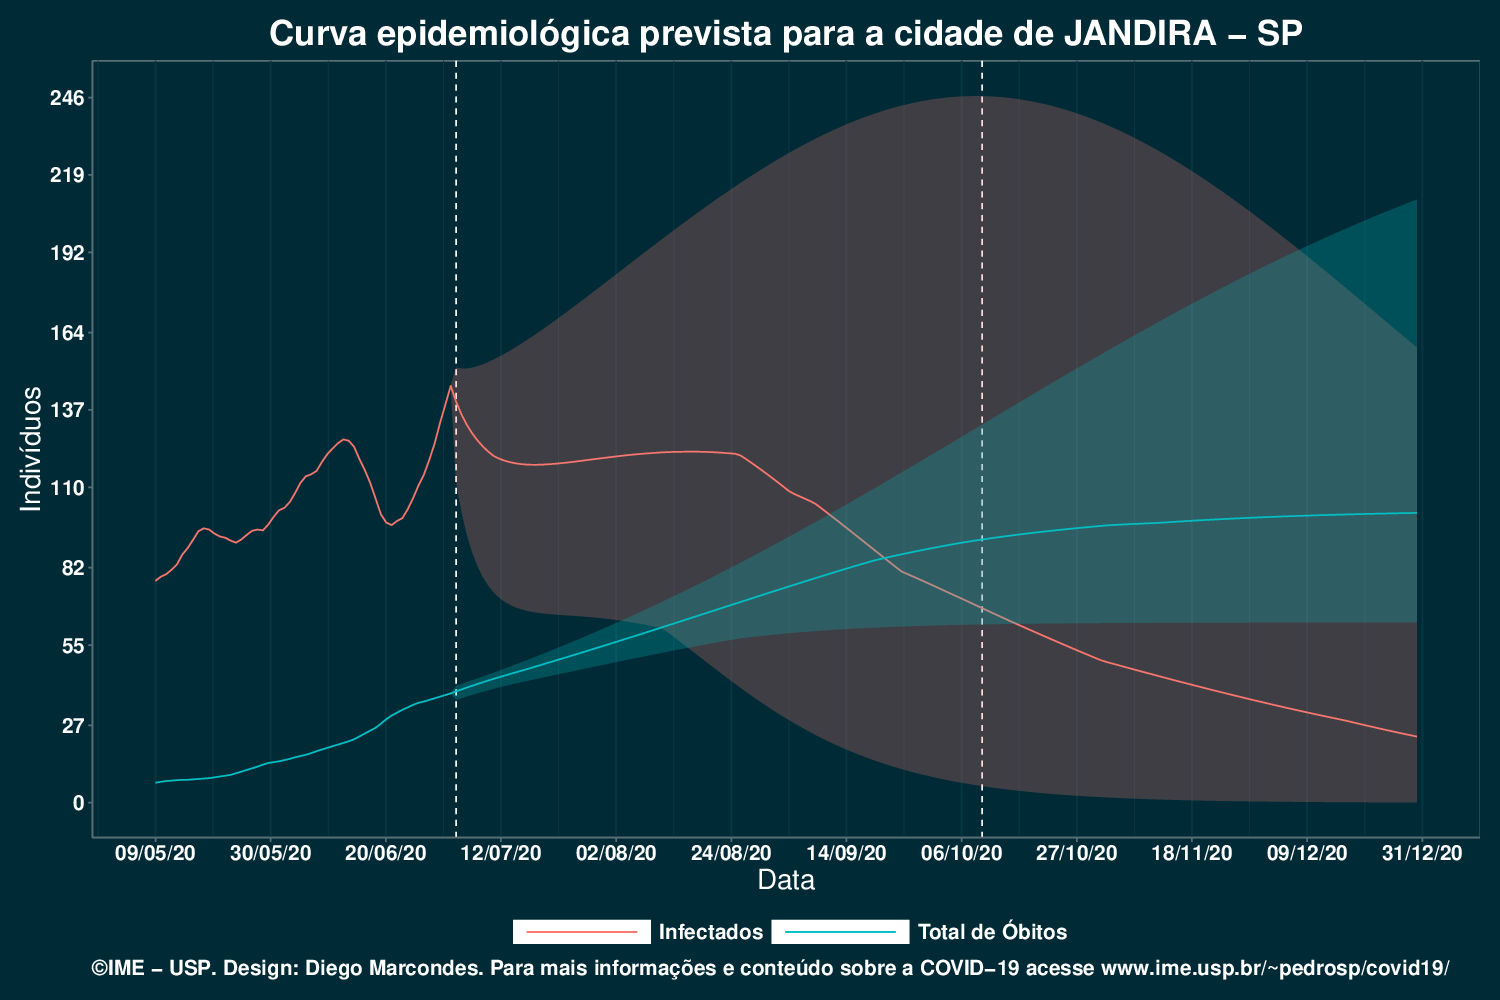 Curva epidemiológica prevista para a cidade de JANDIRA – SP
246
219
192
164
137
110
82
55
27
0
Indivíduos
09/05/20 30/05/20 20/06/20 12/07/20 02/08/20 24/08/20 14/09/20 06/10/20 27/10/20 18/11/20 09/12/20 31/12/20
Data
Infectados Total de Óbitos
©IME – USP. Design: Diego Marcondes. Para mais informações e conteúdo sobre a COVID–19 acesse www.ime.usp.br/~pedrosp/covid19/